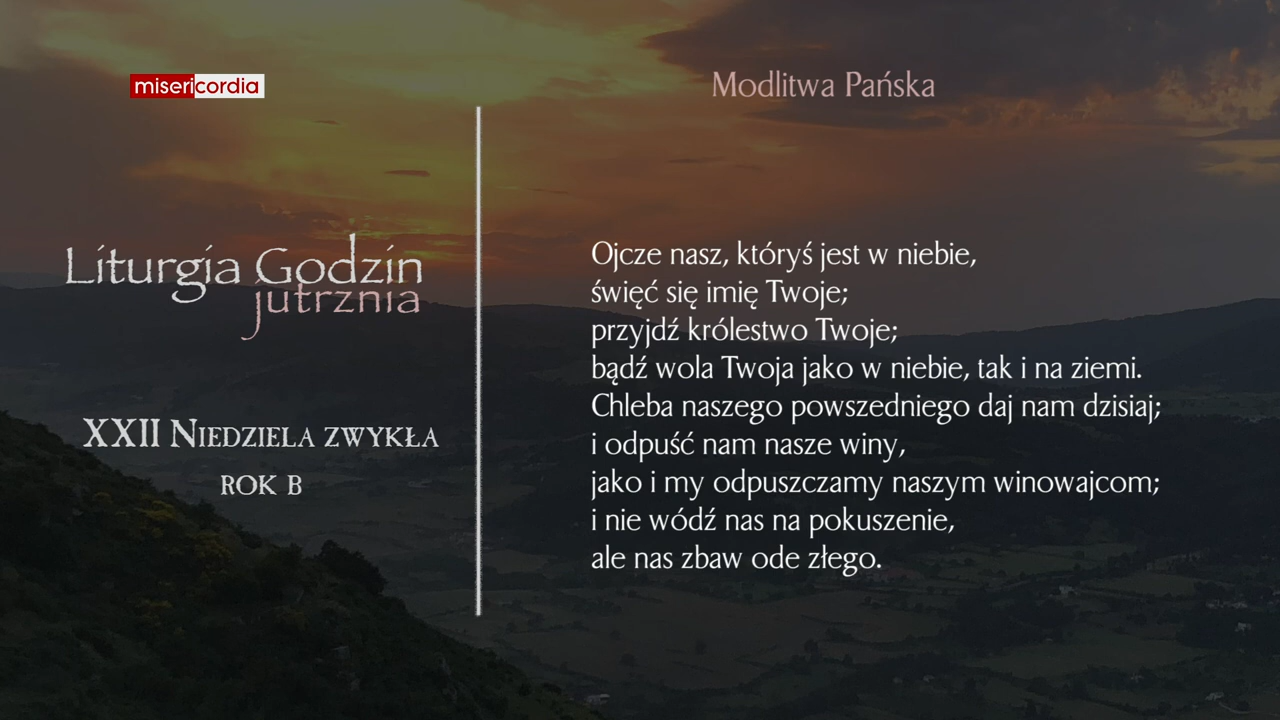 misericordia
Liturgia Godzin
jutrznia
XXII Niedziela zwykła
rok B
Modlitwa Pańska
Ojcze nasz, któryś jest w niebie,
święć się imię Twoje;
przyjdź królestwo Twoje;
bądź wola Twoja jako w niebie, tak i na ziemi.
Chleba naszego powszedniego daj nam dzisiaj;
i odpuść nam nasze winy,
jako i my odpuszczamy naszym winowajcom;
i nie wódź nas na pokuszenie,
ale nas zbaw ode złego.